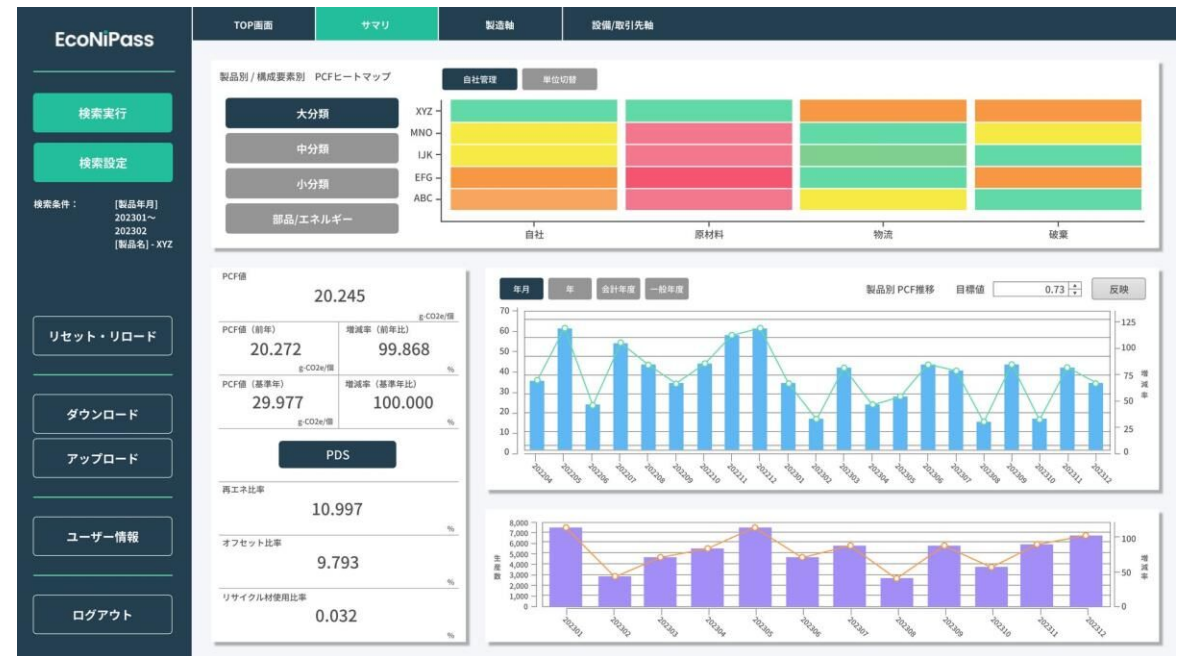 EcoNiPass
検索実行
検索設定
検索条件： [製品年月]
202301～
202302
[製品名] - XYZ
リセット・リロード
ダウンロード
アップロード
ユーザー情報
ログアウト
TOP画面 サマリ 製造軸 設備/取引先軸
製品別 / 構成要素別 PCFヒートマップ 自社管理 単位切替
大分類
中分類
小分類
部品/エネルギー
XYZ
MNO
IJK
EFG
ABC
自社 原材料 物流 破棄
PCF値
20.245
g-CO2e/個
PCF値（前年） 増減率（前年比）
20.272 99.868
g-CO2e/個 %
PCF値（基準年） 増減率（基準年比）
29.977 100.000
g-CO2e/個 %
PDS
再エネ比率
10.997
%
オフセット比率
9.793
%
リサイクル材使用比率
0.032
%
年月 年 会計年度 一般年度 製品別 PCF推移 目標値 0.73 反映
70
60
50
40
30
20
10
0
125
100
75
50
25
0
増減率
202204 202205 202206 202207 202208 202209 202210 202211 202212 202301 202302 202303 202304 202305 202306 202307 202308 202309 202310 202311 202312
8,000
7,000
6,000
5,000
4,000
3,000
2,000
1,000
0
生産数
100
50
0
増減率
202301 202302 202303 202304 202305 202306 202307 202308 202309 202310 202311 202312